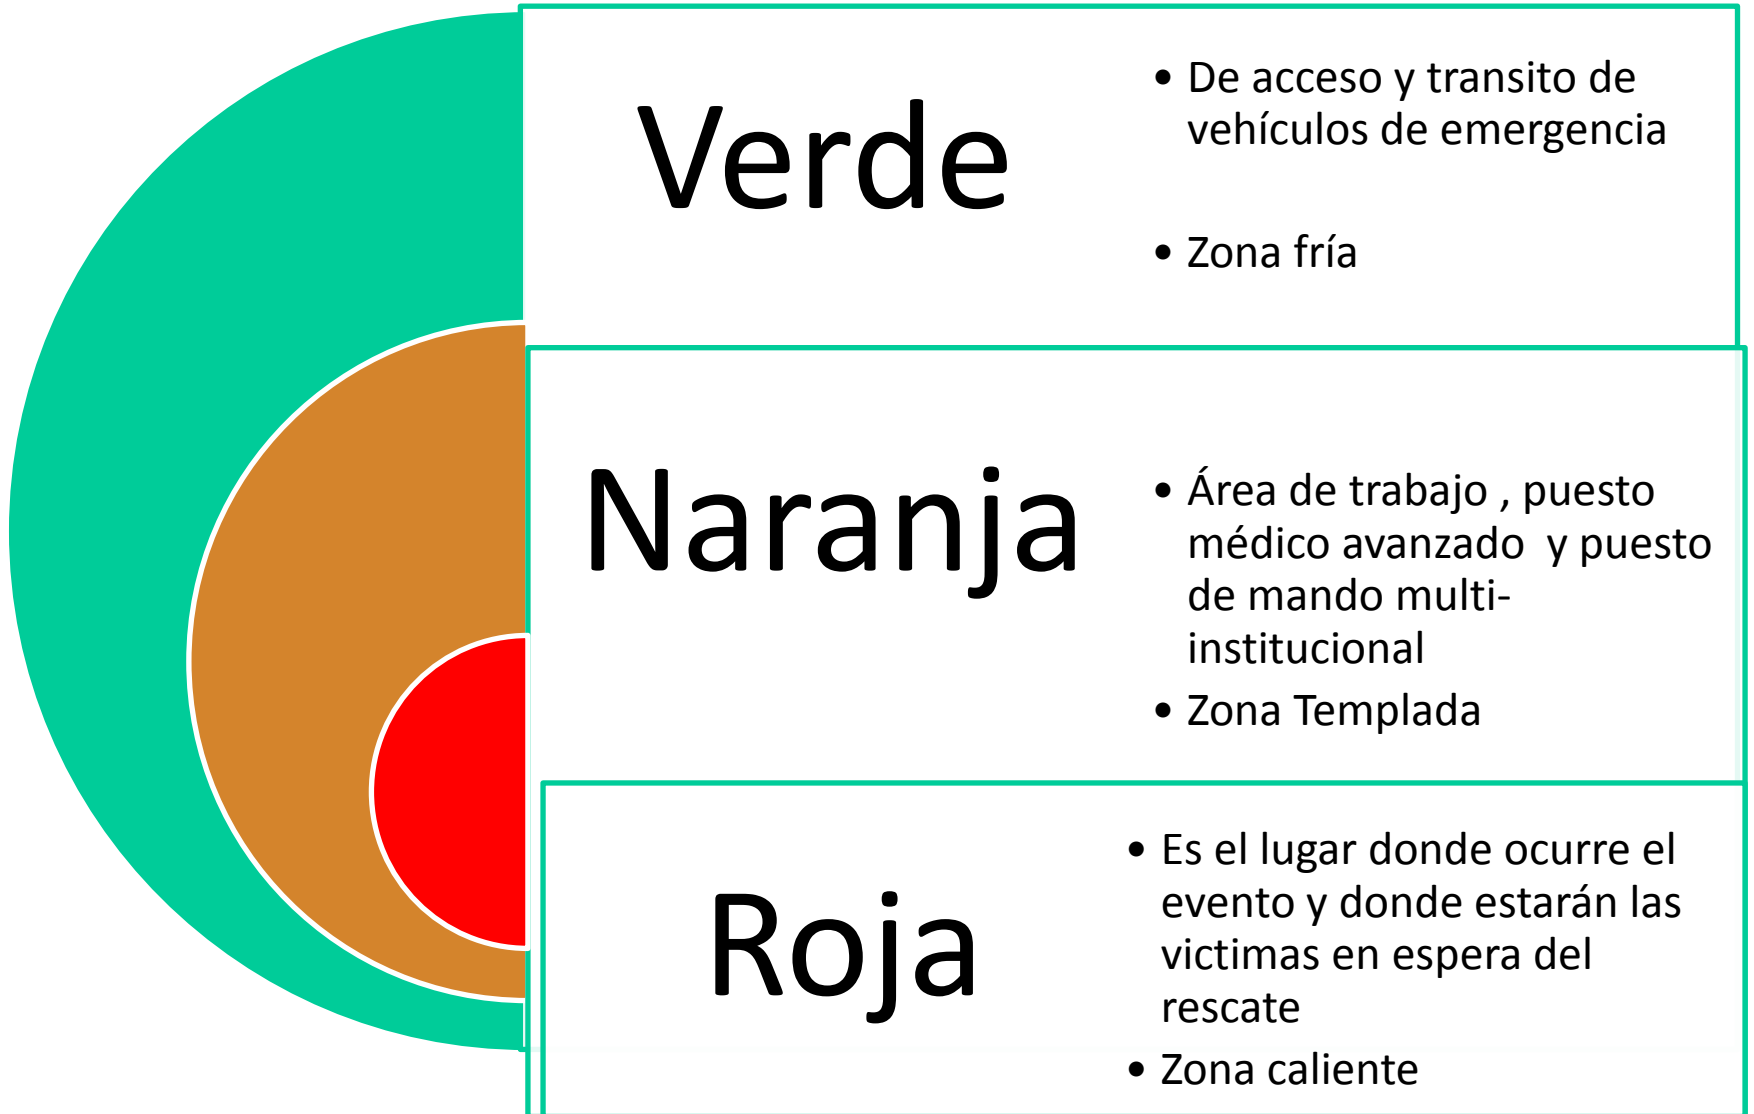 Verde
• De acceso y transito de
vehículos de emergencia
• Zona fría
Naranja
• Área de trabajo , puesto
médico avanzado y puesto
de mando multi-
institucional
• Zona Templada
Roja
• Es el lugar donde ocurre el
evento y donde estarán las
victimas en espera del
rescate
• Zona caliente